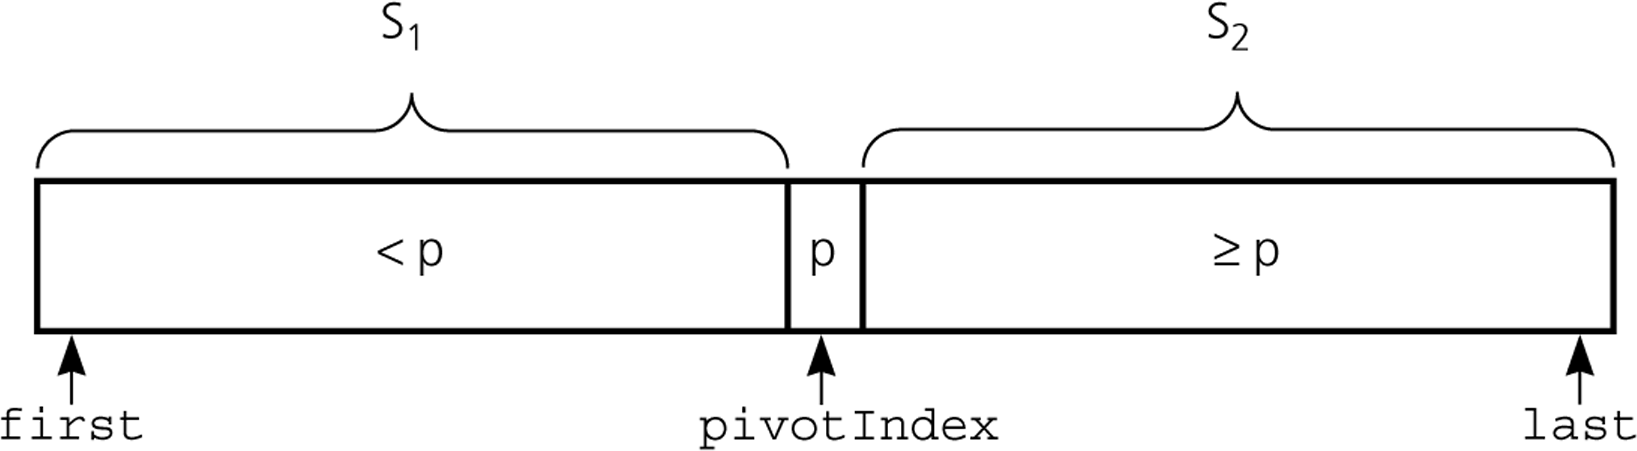 S₁ S₂
< p p ≥ p
first pivotIndex last